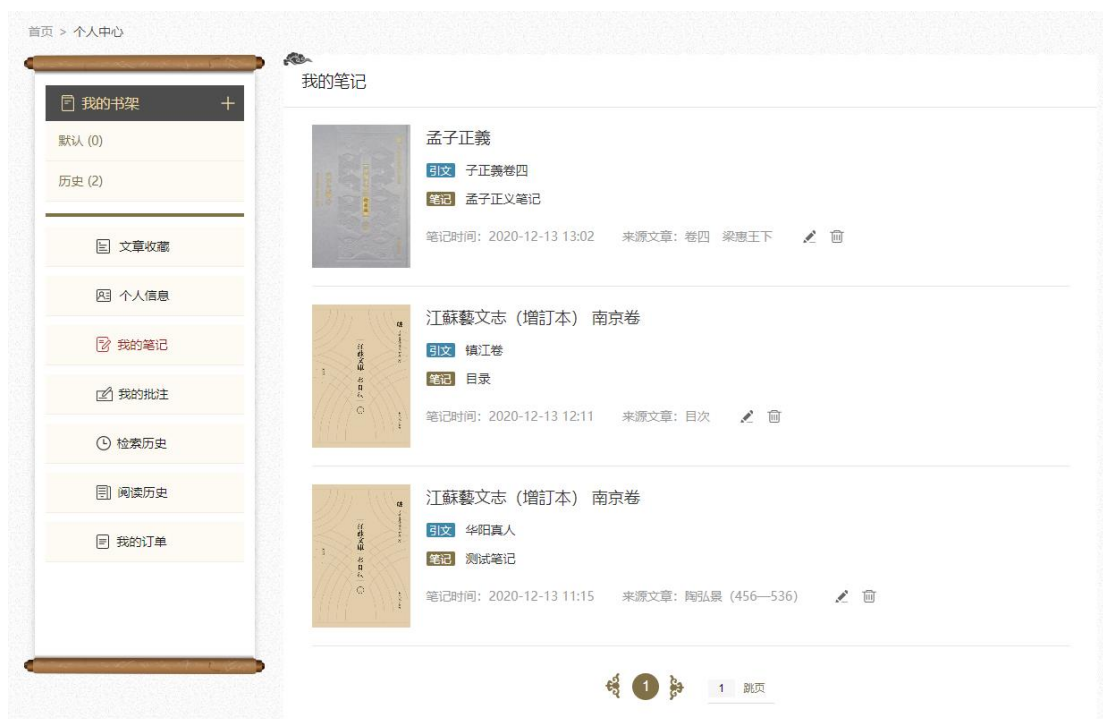 首页 > 个人中心
我的书架 +
默认 (0)
历史 (2)
文章收藏
个人信息
我的笔记
我的批注
检索历史
阅读历史
我的订单
我的笔记
孟子正義
引文 子正義卷四
笔记 孟子正义笔记
笔记时间：2020-12-13 13:02 来源文章：卷四 梁惠王下
江蘇藝文志（增訂本） 南京卷
引文 镇江卷
笔记 目录
笔记时间：2020-12-13 12:11 来源文章：目次
江蘇藝文志（增訂本） 南京卷
引文 华阳真人
笔记 测试笔记
笔记时间：2020-12-13 11:15 来源文章：陶弘景（456—536）
1 1 跳页